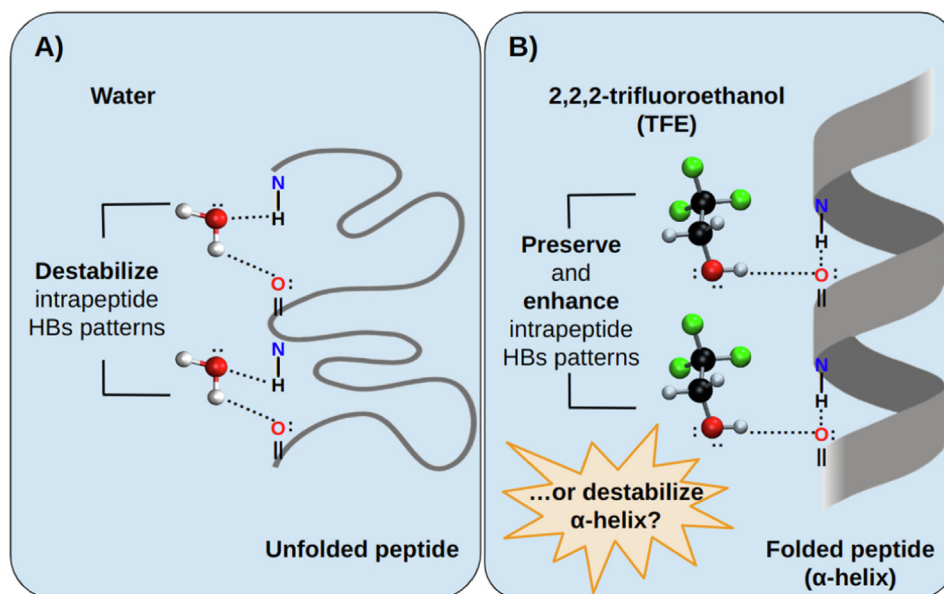 A)
Water
Destabilize
intrapeptide
HBs patterns
N
H
O:
N
H
O:
Unfolded peptide
B)
2,2,2-trifluoroethanol
(TFE)
Preserve
and
enhance
intrapeptide
HBs patterns
N
H
O:
N
H
O:
...or destabilize
α-helix?
Folded peptide
(α-helix)